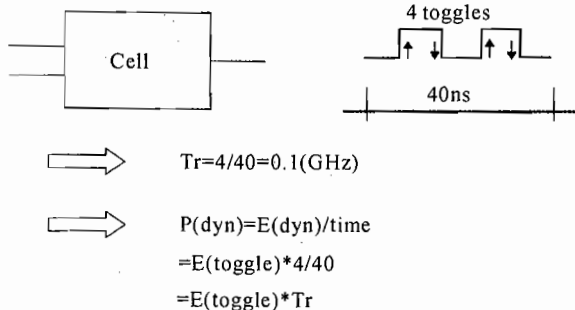 4 toggles
Cell
40ns
Tr=4/40=0.1(GHz)
P(dyn)=E(dyn)/time
=E(toggle)*4/40
=E(toggle)*Tr